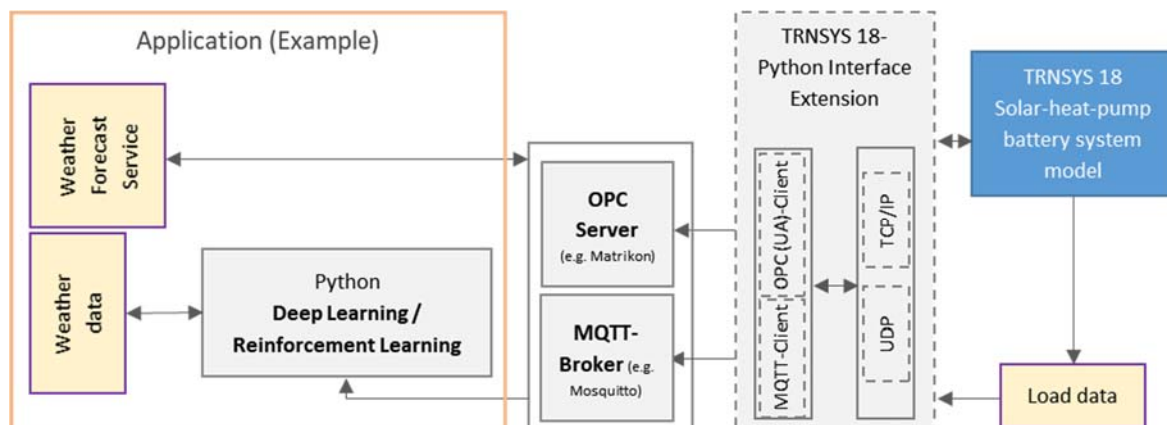 Application (Example)
Weather
Forecast
Service
Weather
data
Python
Deep Learning /
Reinforcement Learning
OPC
Server
(e.g. Matrikon)
MQTT-
Broker (e.g.
Mosquitto)
TRNSYS 18-
Python Interface
Extension
OPC(UA)-Client
MQTT-Client
TCP/IP
UDP
TRNSYS 18
Solar-heat-pump
battery system
model
Load data